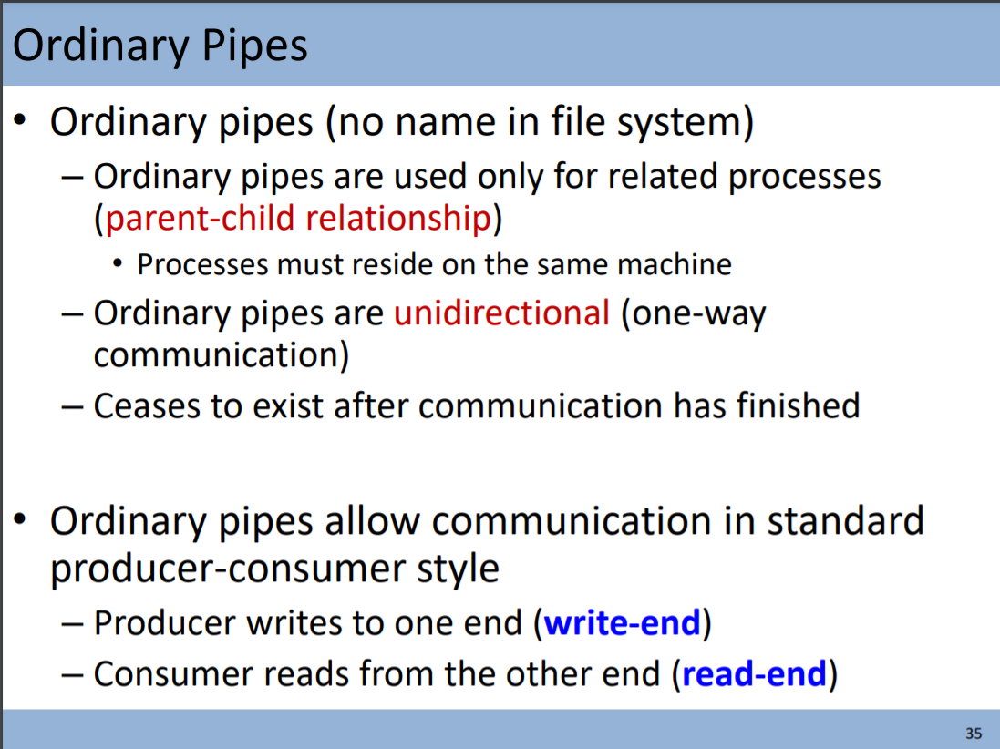 Ordinary Pipes
• Ordinary pipes (no name in file system)
– Ordinary pipes are used only for related processes
(parent-child relationship)
• Processes must reside on the same machine
– Ordinary pipes are unidirectional (one-way
communication)
– Ceases to exist after communication has finished
• Ordinary pipes allow communication in standard
producer-consumer style
– Producer writes to one end (write-end)
– Consumer reads from the other end (read-end)
35